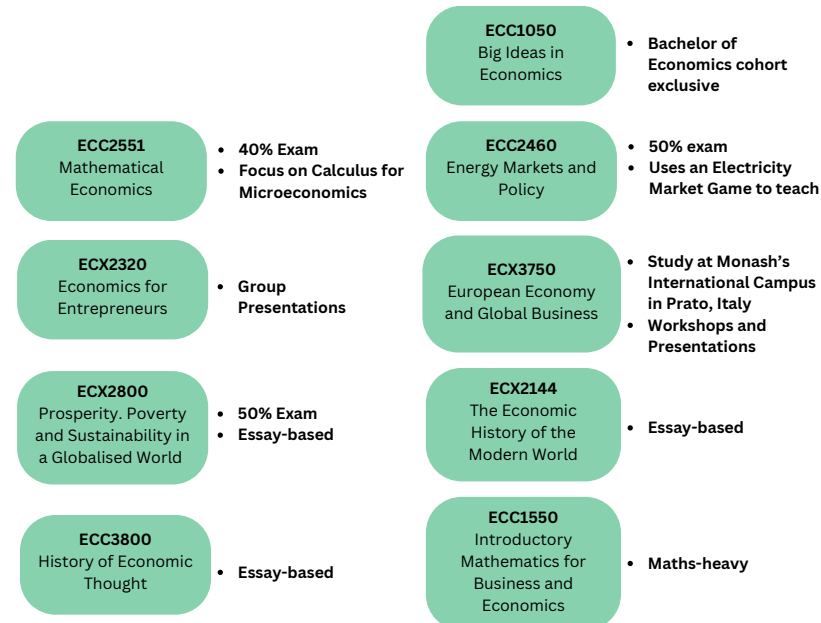 ECC1050
Big Ideas in
Economics
• Bachelor of
Economics cohort
exclusive
ECC2551
Mathematical
Economics
• 40% Exam
• Focus on Calculus for
Microeconomics
ECC2460
Energy Markets and
Policy
• 50% exam
• Uses an Electricity
Market Game to teach
ECX2320
Economics for
Entrepreneurs
• Group
Presentations
ECX3750
European Economy
and Global Business
• Study at Monash’s
International Campus
in Prato, Italy
• Workshops and
Presentations
ECX2800
Prosperity. Poverty
and Sustainability in
a Globalised World
• 50% Exam
• Essay-based
ECX2144
The Economic
History of the
Modern World
• Essay-based
ECC3800
History of Economic
Thought
• Essay-based
ECC1550
Introductory
Mathematics for
Business and
Economics
• Maths-heavy